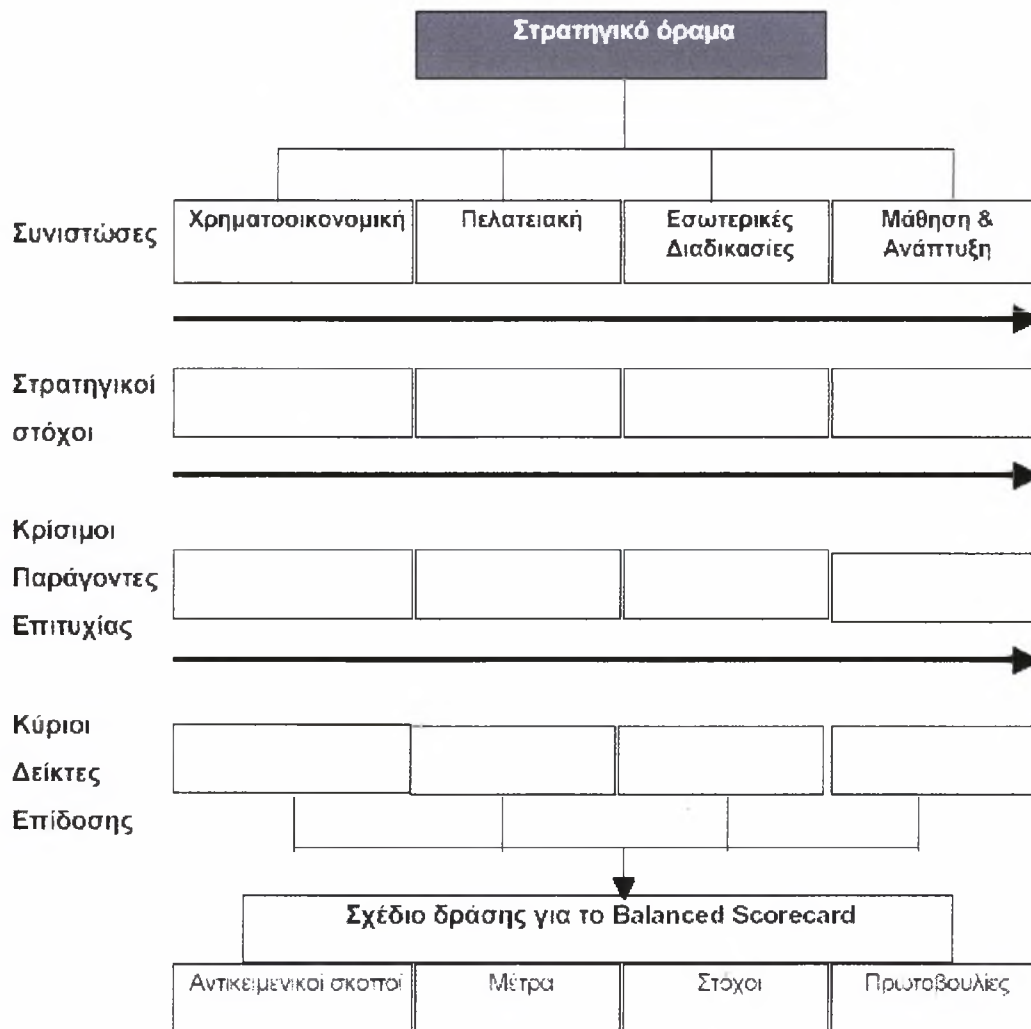 Στρατηγικό όραμα
Συνιστώσες
Χρηματοοικονομική
Πελατειακή
Εσωτερικές
Διαδικασίες
Μάθηση &
Ανάπτυξη
Στρατηγικοί
στόχοι
Κρίσιμοι
Παράγοντες
Επιτυχίας
Κύριοι
Δείκτες
Επίδοσης
Σχέδιο δράσης για το Balanced Scorecard
Αντικειμενικοί σκοποί
Μέτρα
Στόχοι
Πρωτοβουλίες